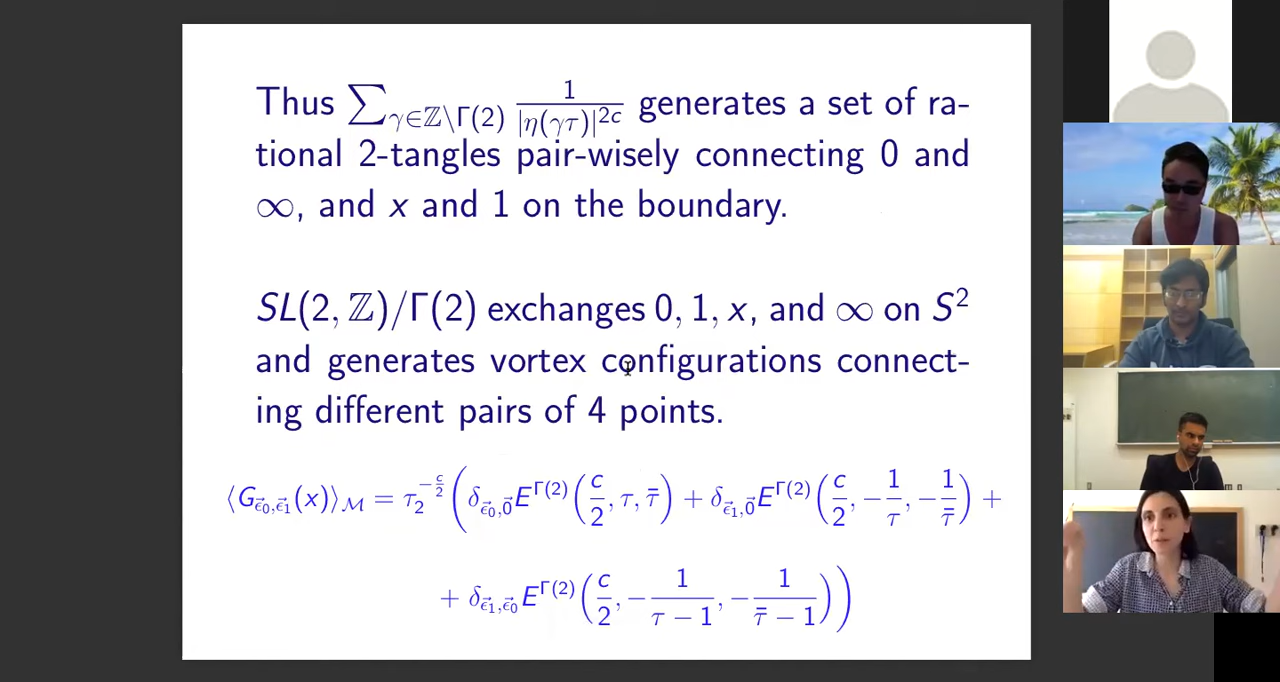 Thus ∑_{γ∈ℤ\Γ(2)} 1/|η(γτ)|^{2c} generates a set of ra-
tional 2-tangles pair-wisely connecting 0 and
∞, and x and 1 on the boundary.
SL(2, ℤ)/Γ(2) exchanges 0, 1, x, and ∞ on S²
and generates vortex configurations connect-
ing different pairs of 4 points.
⟨G_{ε⃗₀,ε⃗₁}(x)⟩_ℳ = τ₂^{-c/2} ( δ_{ε⃗₀,0⃗} E^{Γ(2)} ( c/2, τ, τ̄ ) + δ_{ε⃗₁,0⃗} E^{Γ(2)} ( c/2, −1/τ, −1/τ̄ ) +
+ δ_{ε⃗₁,ε⃗₀} E^{Γ(2)} ( c/2, −1/(τ − 1), −1/(τ̄ − 1) ) )